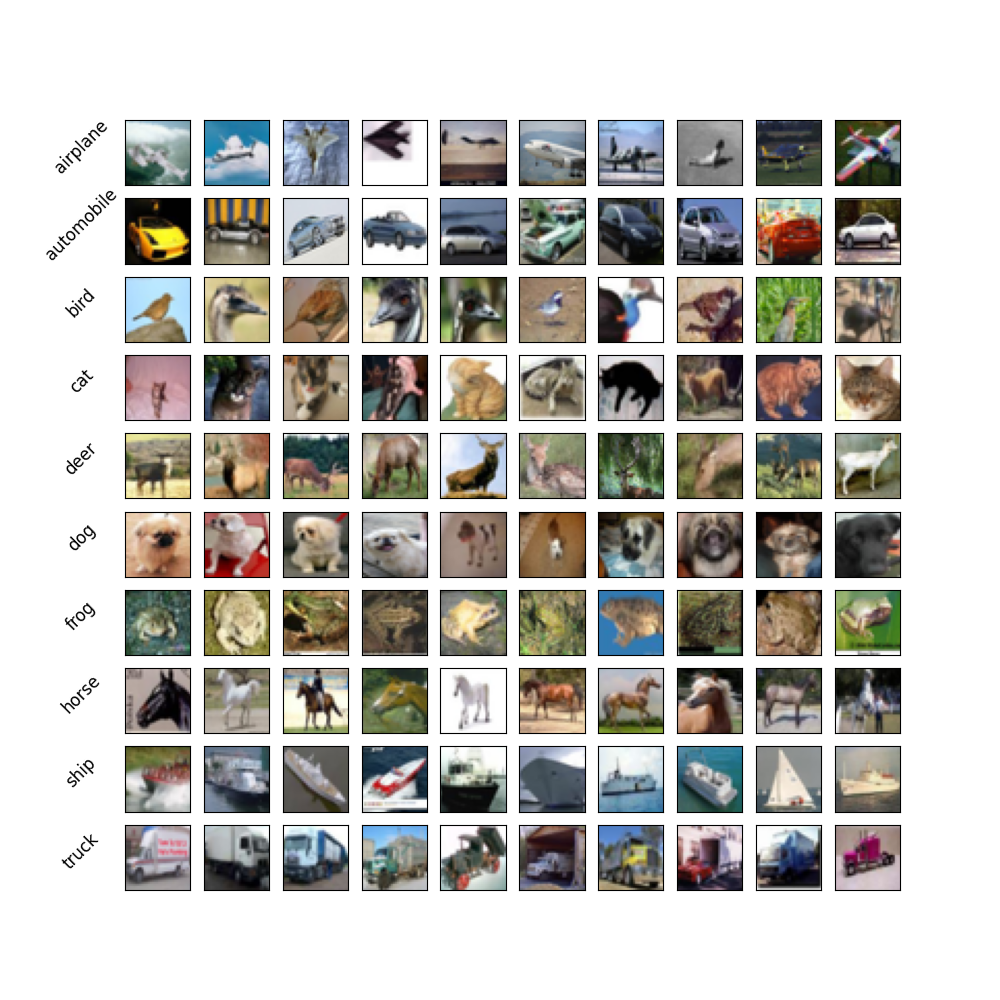 airplane
automobile
bird
cat
deer
dog
frog
horse
ship
truck